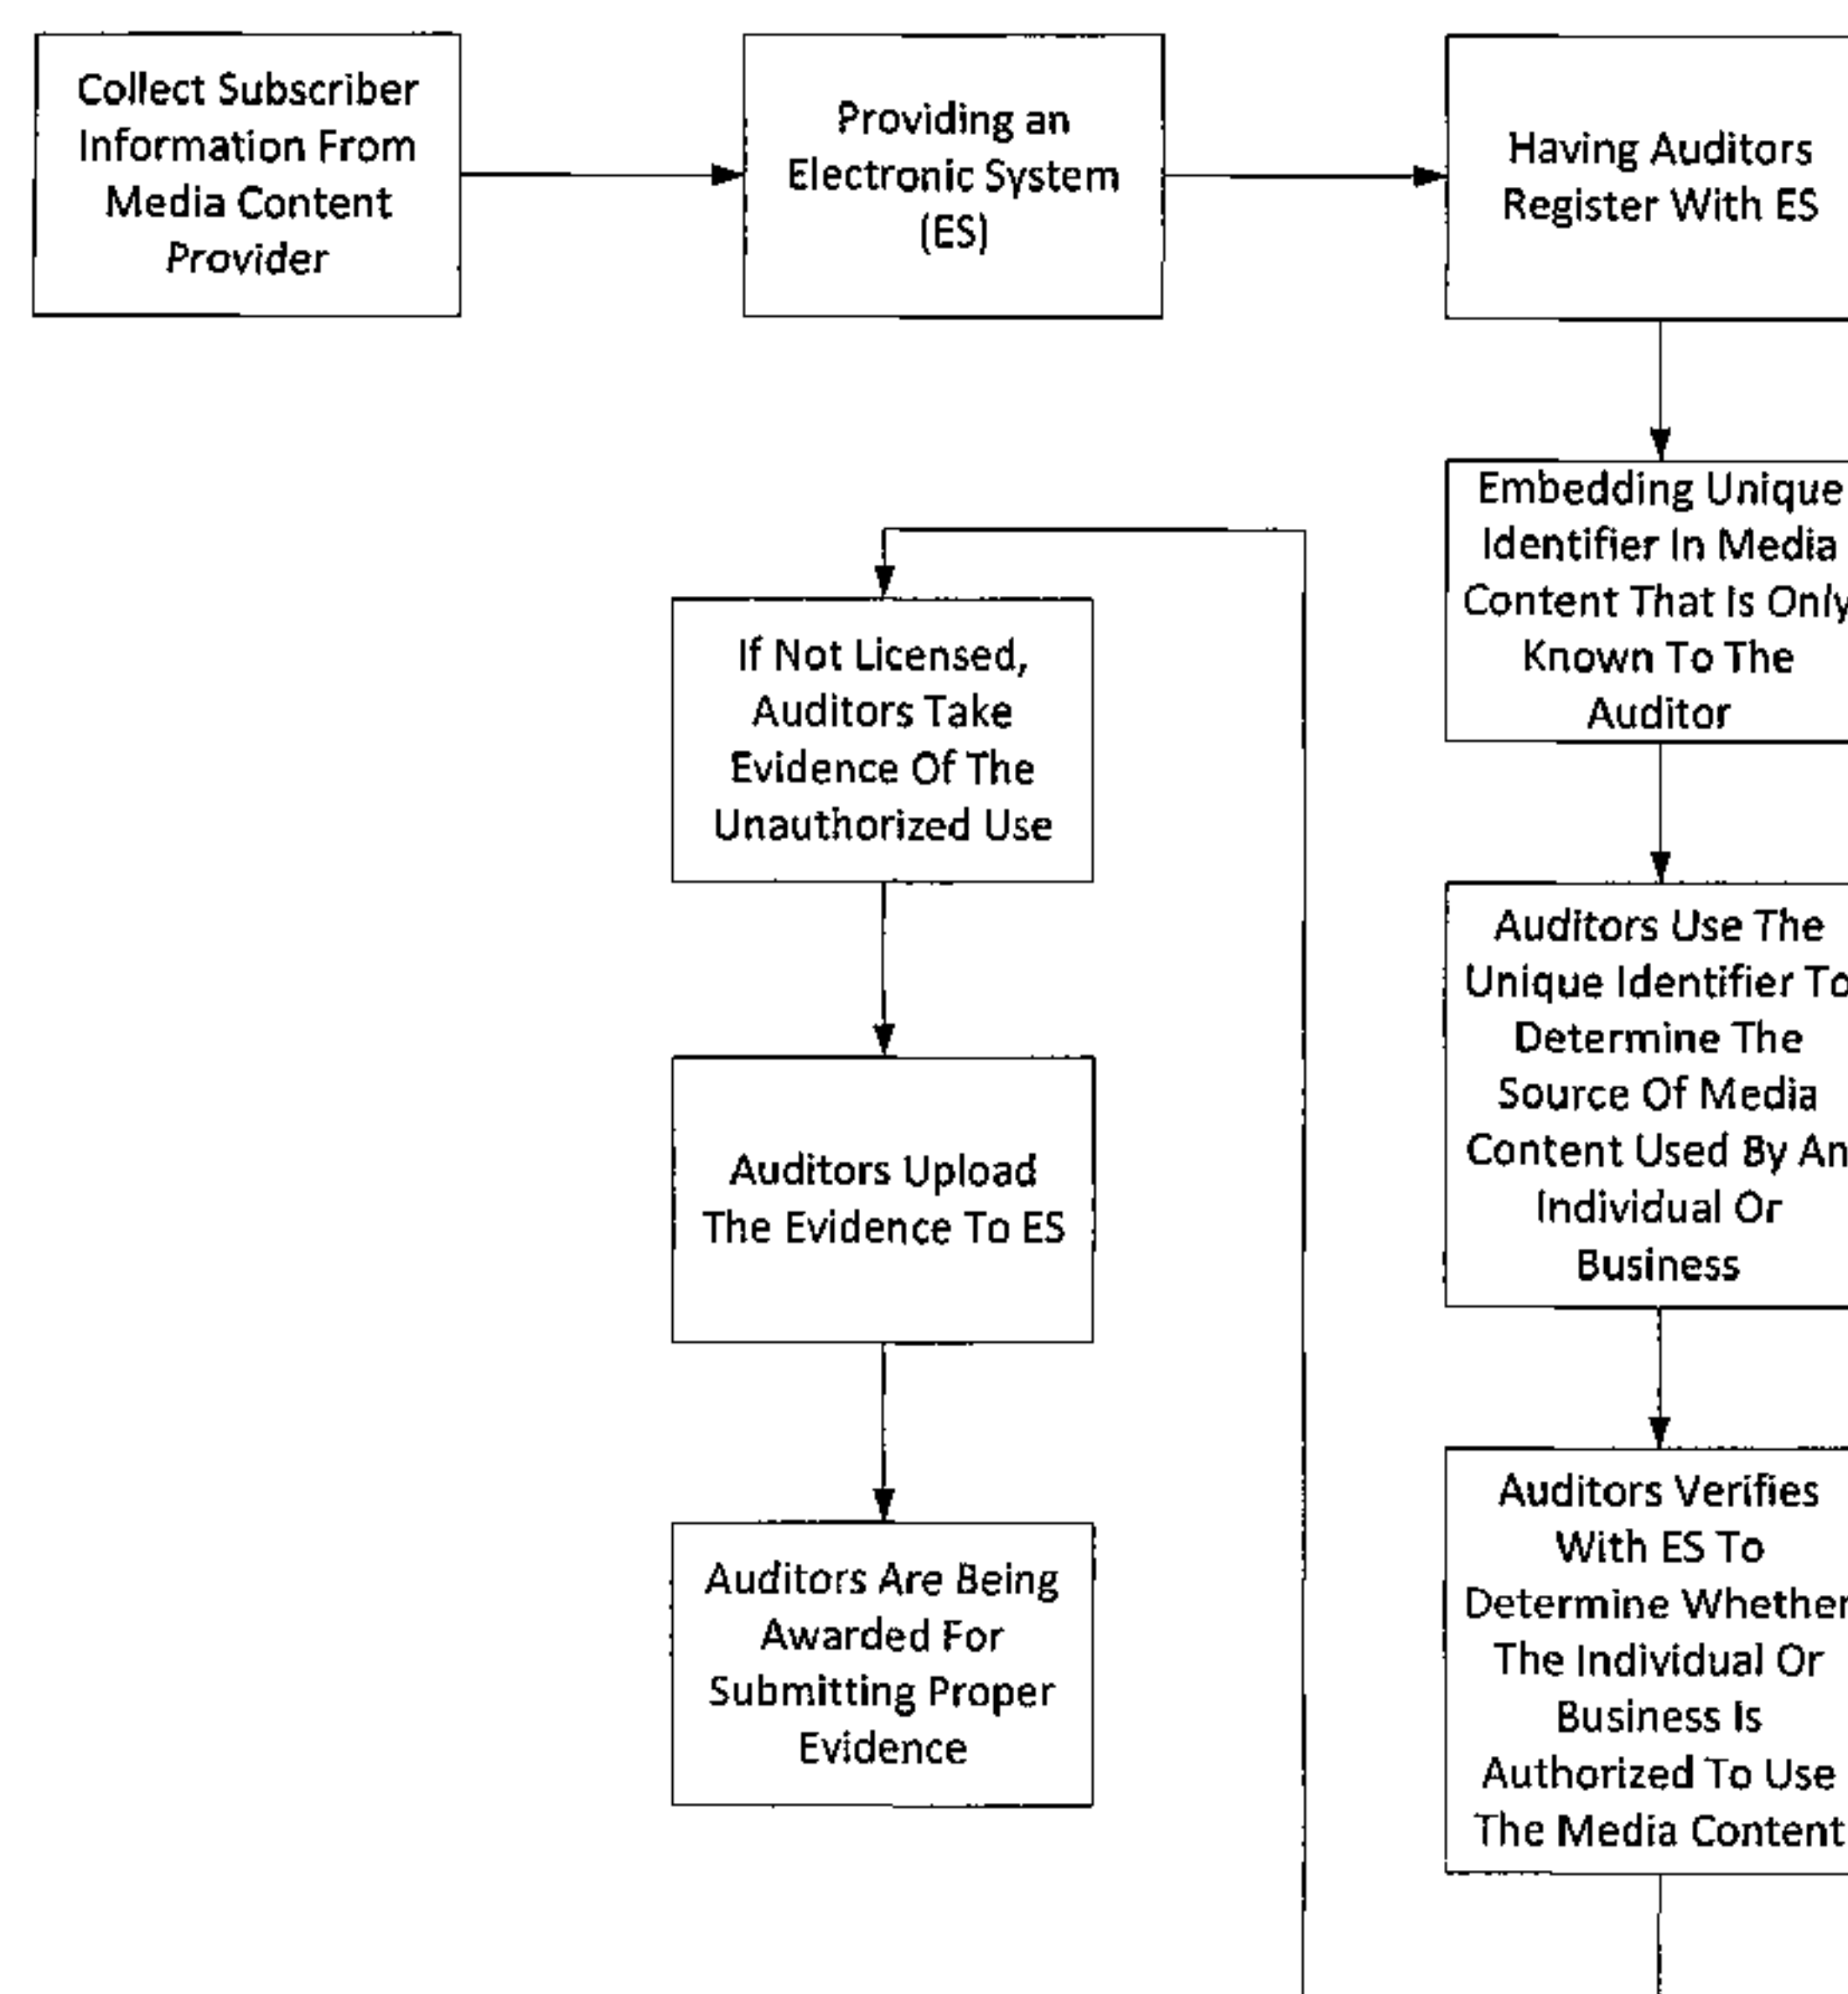 Collect Subscriber
Information From
Media Content
Provider
Providing an
Electronic System
(ES)
Having Auditors
Register With ES
Embedding Unique
Identifier In Media
Content That Is Only
Known To The
Auditor
Auditors Use The
Unique Identifier To
Determine The
Source Of Media
Content Used By An
Individual Or
Business
Auditors Verifies
With ES To
Determine Whether
The Individual Or
Business Is
Authorized To Use
The Media Content
If Not Licensed,
Auditors Take
Evidence Of The
Unauthorized Use
Auditors Upload
The Evidence To ES
Auditors Are Being
Awarded For
Submitting Proper
Evidence